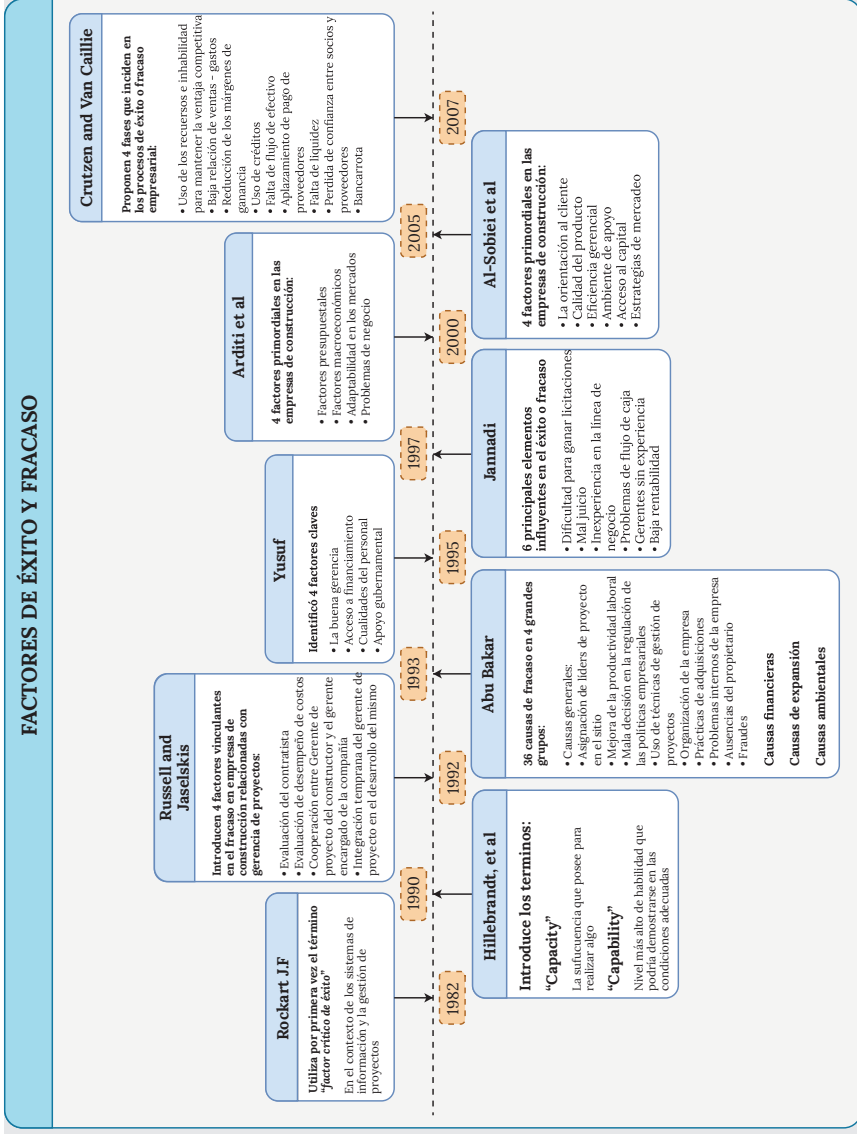 FACTORES DE ÉXITO Y FRACASO
Rockart J.F
Utiliza por primera vez el término
“factor crítico de éxito”
En el contexto de los sistemas de
información y la gestión de
proyectos
1982
1990
Hillebrandt, et al
Introduce los terminos:
“Capacity”
La sufucuencia que posee para
realizar algo
“Capability”
Nivel más alto de habilidad que
podría demostrarse en las
condiciones adecuadas
Russell and
Jaselskis
Introducen 4 factores vinculantes
en el fracaso en empresas de
construcción relacionadas con
gerencia de proyectos:
• Evaluación del contratista
• Evaluación de desempeño de costos
• Cooperación entre Gerente de
proyecto del constructor y el gerente
encargado de la compañía
• Integración temprana del gerente de
proyecto en el desarrollo del mismo
1992
1993
Abu Bakar
36 causas de fracaso en 4 grandes
grupos:
• Causas generales:
• Asignación de líders de proyecto
en el sitio
• Mejora de la productividad laboral
• Mala decisión en la regulación de
las políticas empresariales
• Uso de técnicas de gestión de
proyectos
• Organización de la empresa
• Prácticas de adquisiciones
• Problemas internos de la empresa
• Ausencias del propietario
• Fraudes
Causas financieras
Causas de expansión
Causas ambientales
Yusuf
Identificó 4 factores claves
• La buena gerencia
• Acceso a financiamiento
• Cualidades del personal
• Apoyo gubernamental
1995
1997
Jannadi
6 principales elementos
influyentes en el éxito o fracaso
• Dificultad para ganar licitaciones
• Mal juicio
• Inexperiencia en la línea de
negocio
• Problemas de flujo de caja
• Gerentes sin experiencia
• Baja rentabilidad
Arditi et al
4 factores primordiales en las
empresas de construcción:
• Factores presupuestales
• Factores macroeconómicos
• Adaptabilidad en los mercados
• Problemas de negocio
2000
2005
Al-Sobiei et al
4 factores primordiales en las
empresas de construcción:
• La orientación al cliente
• Calidad del producto
• Eficiencia gerencial
• Ambiente de apoyo
• Acceso al capital
• Estrategias de mercadeo
Crutzen and Van Caillie
Proponen 4 fases que inciden en
los procesos de éxito o fracaso
empresarial:
• Uso de los recuersos e inhabilidad
para mantener la ventaja competitiva
• Baja relación de ventas - gastos
• Reducción de los márgenes de
ganancia
• Uso de créditos
• Falta de flujo de efectivo
• Aplazamiento de pago de
proveedores
• Falta de liquidez
• Perdida de confianza entre socios y
proveedores
• Bancarrota
2007